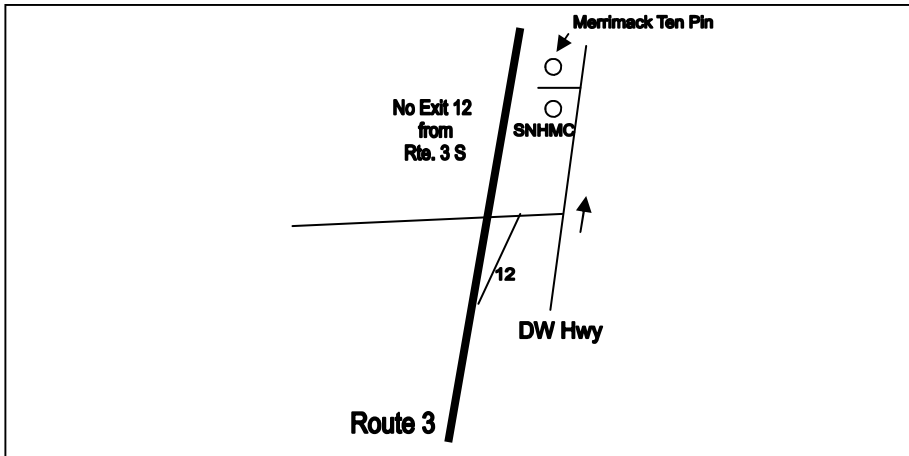 Merrimack Ten Pin
No Exit 12
from
Rte. 3 S
SNHMC
12
DW Hwy
Route 3